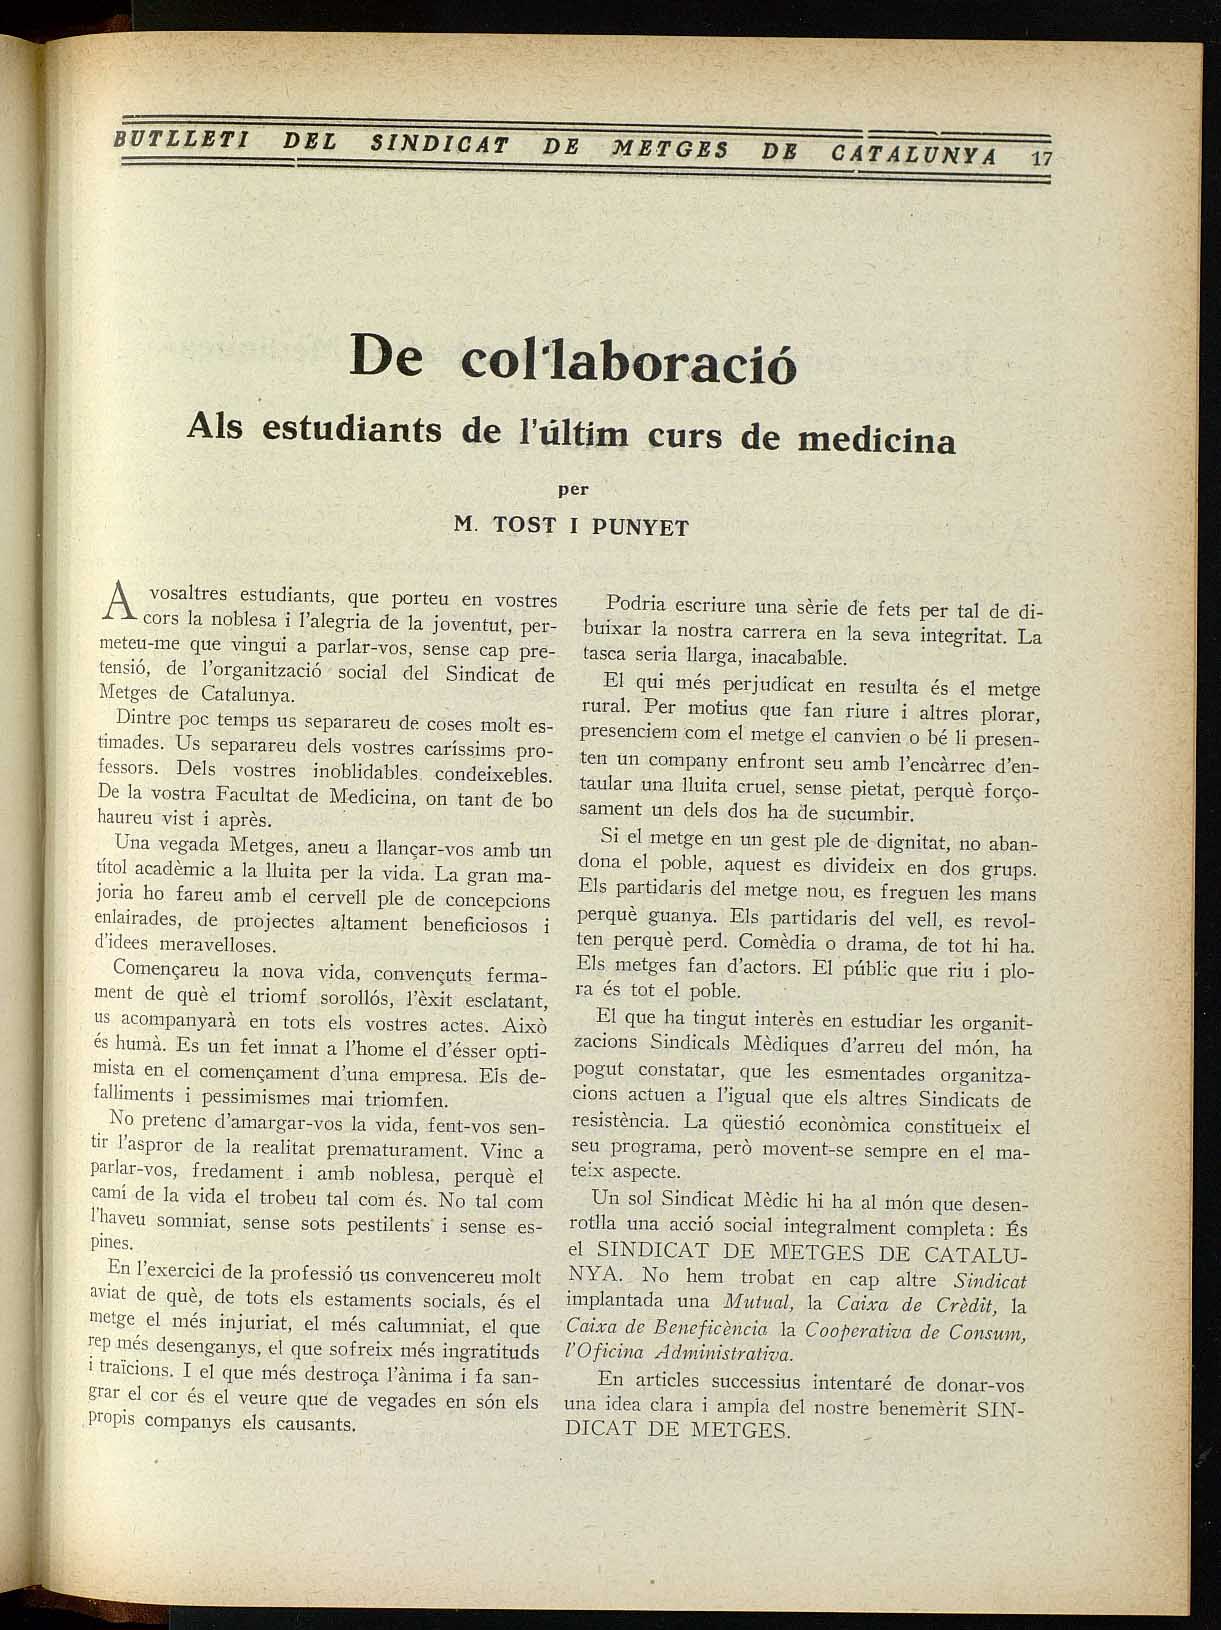 BUTLLETI DEL SINDICAT DE METGES DE CATALUNYA 17
De col·laboració
Als estudiants de l'últim curs de medicina
per
M. TOST I PUNYET
A vosaltres estudiants, que porteu en vostres
cors la noblesa i l'alegria de la joventut, per-
meteu-me que vingui a parlar-vos, sense cap pre-
tensió, de l'organització social del Sindicat de
Metges de Catalunya.
Dintre poc temps us separareu de coses molt es-
timades. Us separareu dels vostres caríssims pro-
fessors. Dels vostres inoblidables condeixebles.
De la vostra Facultat de Medicina, on tant de bo
haureu vist i après.
Una vegada Metges, aneu a llançar-vos amb un
títol acadèmic a la lluita per la vida. La gran ma-
joria ho fareu amb el cervell ple de concepcions
enlairades, de projectes altament beneficiosos i
d'idees meravelloses.
Començareu la nova vida, convençuts ferma-
ment de què el triomf sorollós, l'èxit esclatant,
us acompanyarà en tots els vostres actes. Això
és humà. Es un fet innat a l'home el d'ésser opti-
mista en el començament d'una empresa. Els de-
falliments i pessimismes mai triomfen.
No pretenc d'amargar-vos la vida, fent-vos sen-
tir l'aspror de la realitat prematurament. Vinc a
parlar-vos, fredament i amb noblesa, perquè el
camí de la vida el trobeu tal com és. No tal com
l'haveu somniat, sense sots pestilents i sense es-
pines.
En l'exercici de la professió us convencereu molt
aviat de què, de tots els estaments socials, és el
metge el més injuriat, el més calumniat, el que
rep més desenganys, el que sofreix més ingratituds
i traïcions. I el que més destroça l'ànima i fa san-
grar el cor és el veure que de vegades en són els
propis companys els causants.
Podria escriure una sèrie de fets per tal de di-
buixar la nostra carrera en la seva integritat. La
tasca seria llarga, inacabable.
El qui més perjudicat en resulta és el metge
rural. Per motius que fan riure i altres plorar,
presenciem com el metge el canvien o bé li presen-
ten un company enfront seu amb l'encàrrec d'en-
taular una lluita cruel, sense pietat, perquè forço-
sament un dels dos ha de sucumbir.
Si el metge en un gest ple de dignitat, no aban-
dona el poble, aquest es divideix en dos grups.
Els partidaris del metge nou, es freguen les mans
perquè guanya. Els partidaris del vell, es revol-
ten perquè perd. Comèdia o drama, de tot hi ha.
Els metges fan d'actors. El públic que riu i plo-
ra és tot el poble.
El que ha tingut interès en estudiar les organit-
zacions Sindicals Mèdiques d'arreu del món, ha
pogut constatar, que les esmentades organitza-
cions actuen a l'igual que els altres Sindicats de
resistència. La qüestió econòmica constitueix el
seu programa, però movent-se sempre en el ma-
teix aspecte.
Un sol Sindicat Mèdic hi ha al món que desen-
rotlla una acció social integralment completa: És
el SINDICAT DE METGES DE CATALU-
NYA. No hem trobat en cap altre Sindicat
implantada una Mutual, la Caixa de Crèdit, la
Caixa de Beneficència la Cooperativa de Consum,
l'Oficina Administrativa.
En articles successius intentaré de donar-vos
una idea clara i ampla del nostre benemèrit SIN-
DICAT DE METGES.